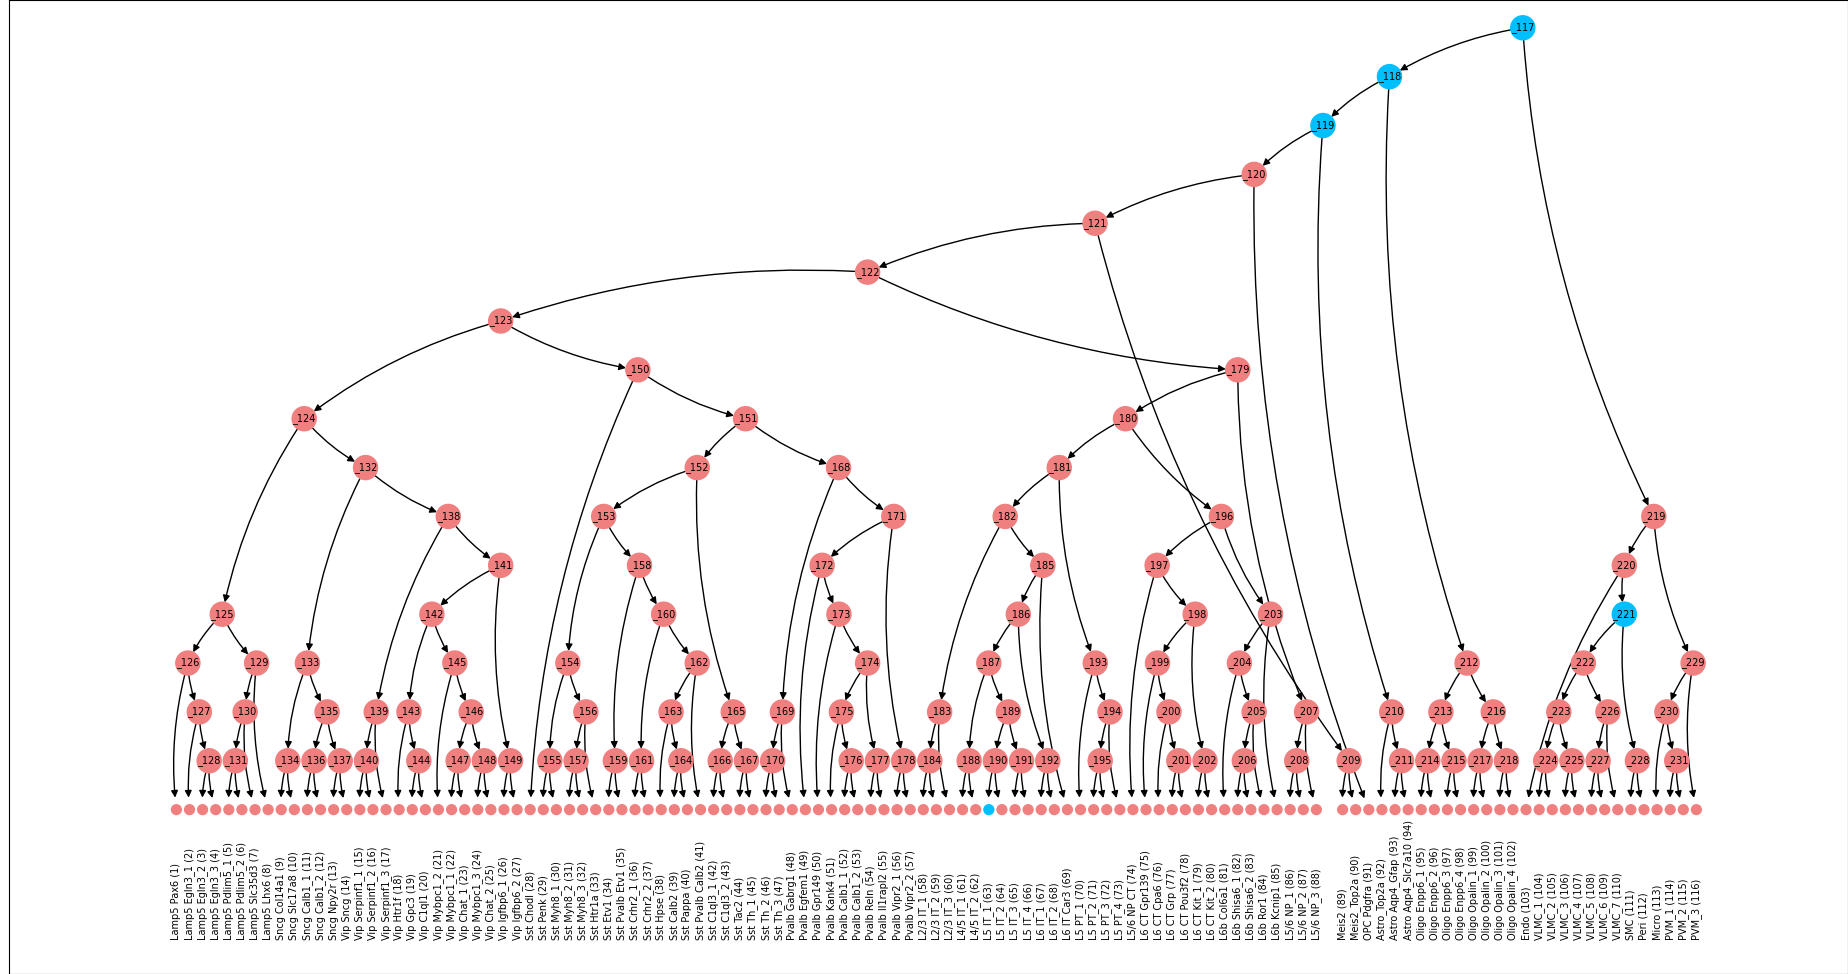 _117
_118
_119
_120
_121
_122
_123
_150
_179
_124
_151
_180
_132
_152
_168
_181
_138
_153
_171
_182
_196
_219
_141
_158
_172
_185
_197
_220
_125
_142
_160
_173
_186
_198
_203
_221
_126
_129
_133
_145
_154
_162
_174
_187
_193
_199
_204
_212
_222
_229
_127
_130
_135
_139
_143
_146
_156
_163
_165
_169
_175
_183
_189
_194
_200
_205
_207
_210
_213
_216
_223
_226
_230
_128
_131
_134
_136
_137
_140
_144
_147
_148
_149
_155
_157
_159
_161
_164
_166
_167
_170
_176
_177
_178
_184
_188
_190
_191
_192
_195
_201
_202
_206
_208
_209
_211
_214
_215
_217
_218
_224
_225
_227
_228
_231
Lamp5 Pax6 (1)
Lamp5 Egln3_1 (2)
Lamp5 Egln3_2 (3)
Lamp5 Egln3_3 (4)
Lamp5 Pdlim5_1 (5)
Lamp5 Pdlim5_2 (6)
Lamp5 Slc35d3 (7)
Lamp5 Lhx6 (8)
Sncg Col14a1 (9)
Sncg Slc17a8 (10)
Sncg Calb1_1 (11)
Sncg Calb1_2 (12)
Sncg Npy2r (13)
Vip Sncg (14)
Vip Serpinf1_1 (15)
Vip Serpinf1_2 (16)
Vip Serpinf1_3 (17)
Vip Htr1f (18)
Vip Gpc3 (19)
Vip C1ql1 (20)
Vip Mybpc1_2 (21)
Vip Mybpc1_1 (22)
Vip Chat_1 (23)
Vip Mybpc1_3 (24)
Vip Chat_2 (25)
Vip Igfbp6_1 (26)
Vip Igfbp6_2 (27)
Sst Chodl (28)
Sst Penk (29)
Sst Myh8_1 (30)
Sst Myh8_2 (31)
Sst Myh8_3 (32)
Sst Htr1a (33)
Sst Etv1 (34)
Sst Pvalb Etv1 (35)
Sst Crhr2_1 (36)
Sst Crhr2_2 (37)
Sst Hpse (38)
Sst Calb2 (39)
Sst Pappa (40)
Sst Pvalb Calb2 (41)
Sst C1ql3_1 (42)
Sst C1ql3_2 (43)
Sst Tac2 (44)
Sst Th_1 (45)
Sst Th_2 (46)
Sst Th_3 (47)
Pvalb Gabrg1 (48)
Pvalb Egfem1 (49)
Pvalb Gpr149 (50)
Pvalb Kank4 (51)
Pvalb Calb1_1 (52)
Pvalb Calb1_2 (53)
Pvalb Reln (54)
Pvalb Il1rapl2 (55)
Pvalb Vipr2_1 (56)
Pvalb Vipr2_2 (57)
L2/3 IT_1 (58)
L2/3 IT_2 (59)
L2/3 IT_3 (60)
L4/5 IT_1 (61)
L4/5 IT_2 (62)
L5 IT_1 (63)
L5 IT_2 (64)
L5 IT_3 (65)
L5 IT_4 (66)
L6 IT_1 (67)
L6 IT_2 (68)
L6 IT Car3 (69)
L5 PT_1 (70)
L5 PT_2 (71)
L5 PT_3 (72)
L5 PT_4 (73)
L5/6 NP CT (74)
L6 CT Gpr139 (75)
L6 CT Cpa6 (76)
L6 CT Grp (77)
L6 CT Pou3f2 (78)
L6 CT Kit_1 (79)
L6 CT Kit_2 (80)
L6b Col6a1 (81)
L6b Shisa6_1 (82)
L6b Shisa6_2 (83)
L6b Ror1 (84)
L6b Kcnip1 (85)
L5/6 NP_1 (86)
L5/6 NP_2 (87)
L5/6 NP_3 (88)
Meis2 (89)
Meis2_Top2a (90)
OPC Pdgfra (91)
Astro Top2a (92)
Astro Aqp4_Gfap (93)
Astro Aqp4_Slc7a10 (94)
Oligo Enpp6_1 (95)
Oligo Enpp6_2 (96)
Oligo Enpp6_3 (97)
Oligo Enpp6_4 (98)
Oligo Opalin_1 (99)
Oligo Opalin_2 (100)
Oligo Opalin_3 (101)
Oligo Opalin_4 (102)
Endo (103)
VLMC_1 (104)
VLMC_2 (105)
VLMC_3 (106)
VLMC_4 (107)
VLMC_5 (108)
VLMC_6 (109)
VLMC_7 (110)
SMC (111)
Peri (112)
Micro (113)
PVM_1 (114)
PVM_2 (115)
PVM_3 (116)